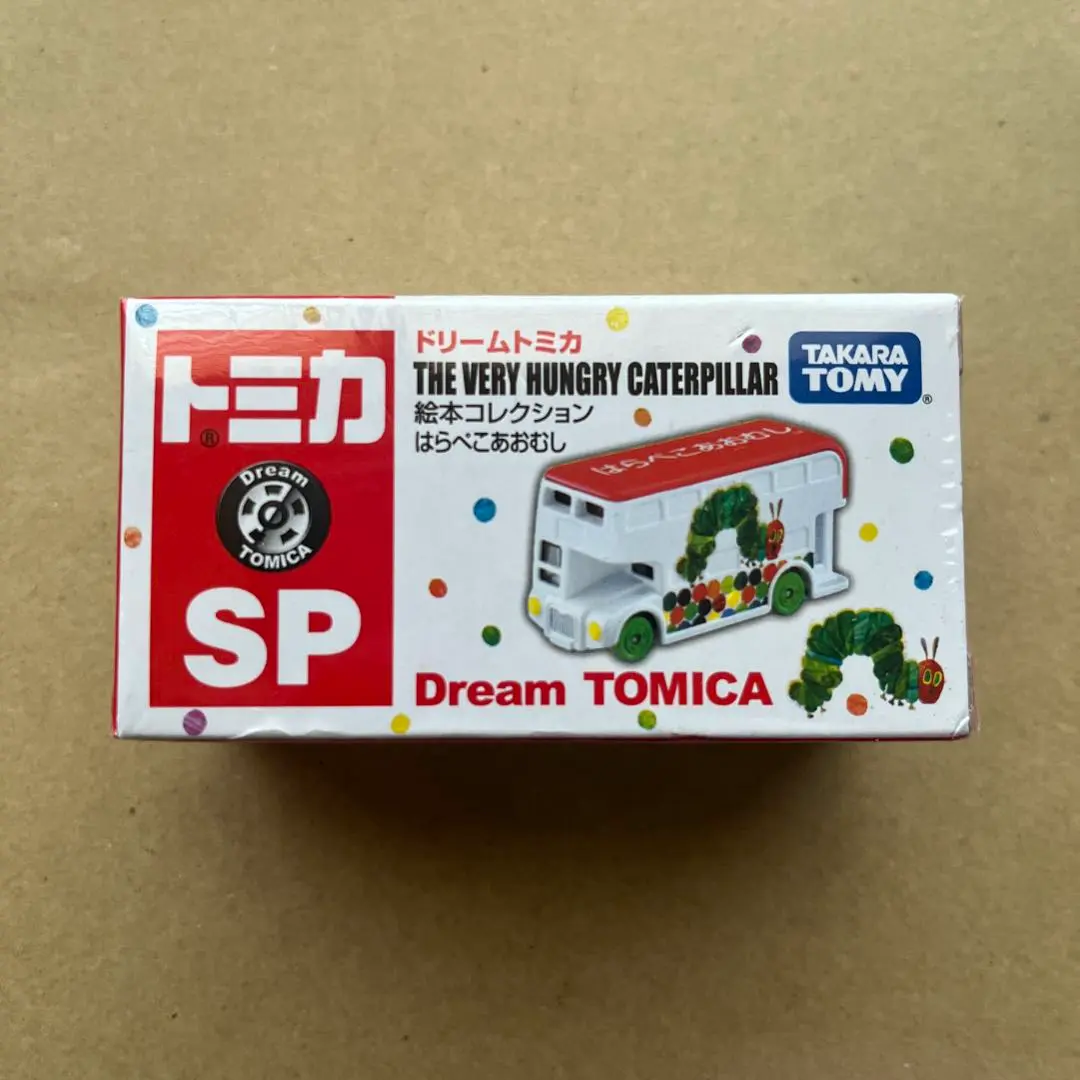 トミカ
®
Dream
TOMICA
SP
ドリームトミカ
THE VERY HUNGRY CATERPILLAR
絵本コレクション
はらぺこあおむし
TAKARA
TOMY
®
はらぺこあおむし
Dream TOMICA